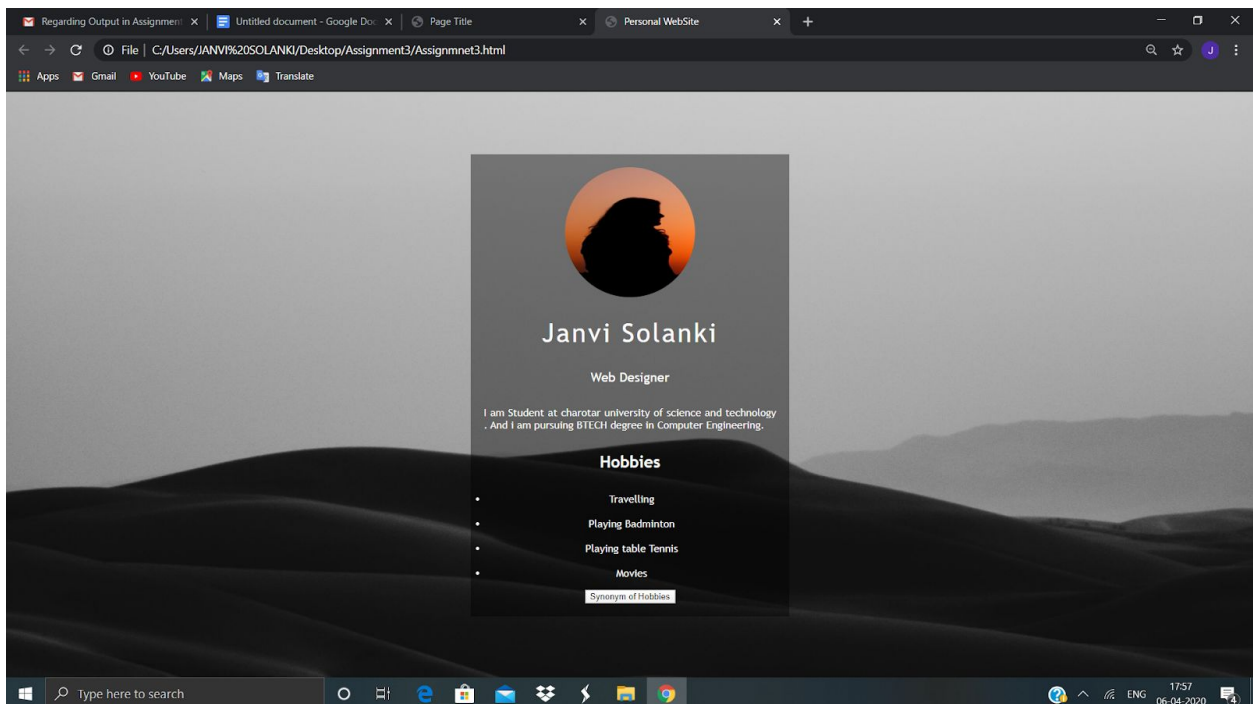 Regarding Output in Assignment
Untitled document - Google Doc
Page Title
Personal WebSite
File | C:/Users/JANVI%20SOLANKI/Desktop/Assignment3/Assignmnet3.html
J
Apps Gmail YouTube Maps Translate
Janvi Solanki
Web Designer
I am Student at charotar university of science and technology
. And I am pursuing BTECH degree in Computer Engineering.
Hobbies
• Travelling
• Playing Badminton
• Playing table Tennis
• Movies
Synonym of Hobbies
Type here to search
ENG
17:57
06-04-2020
4